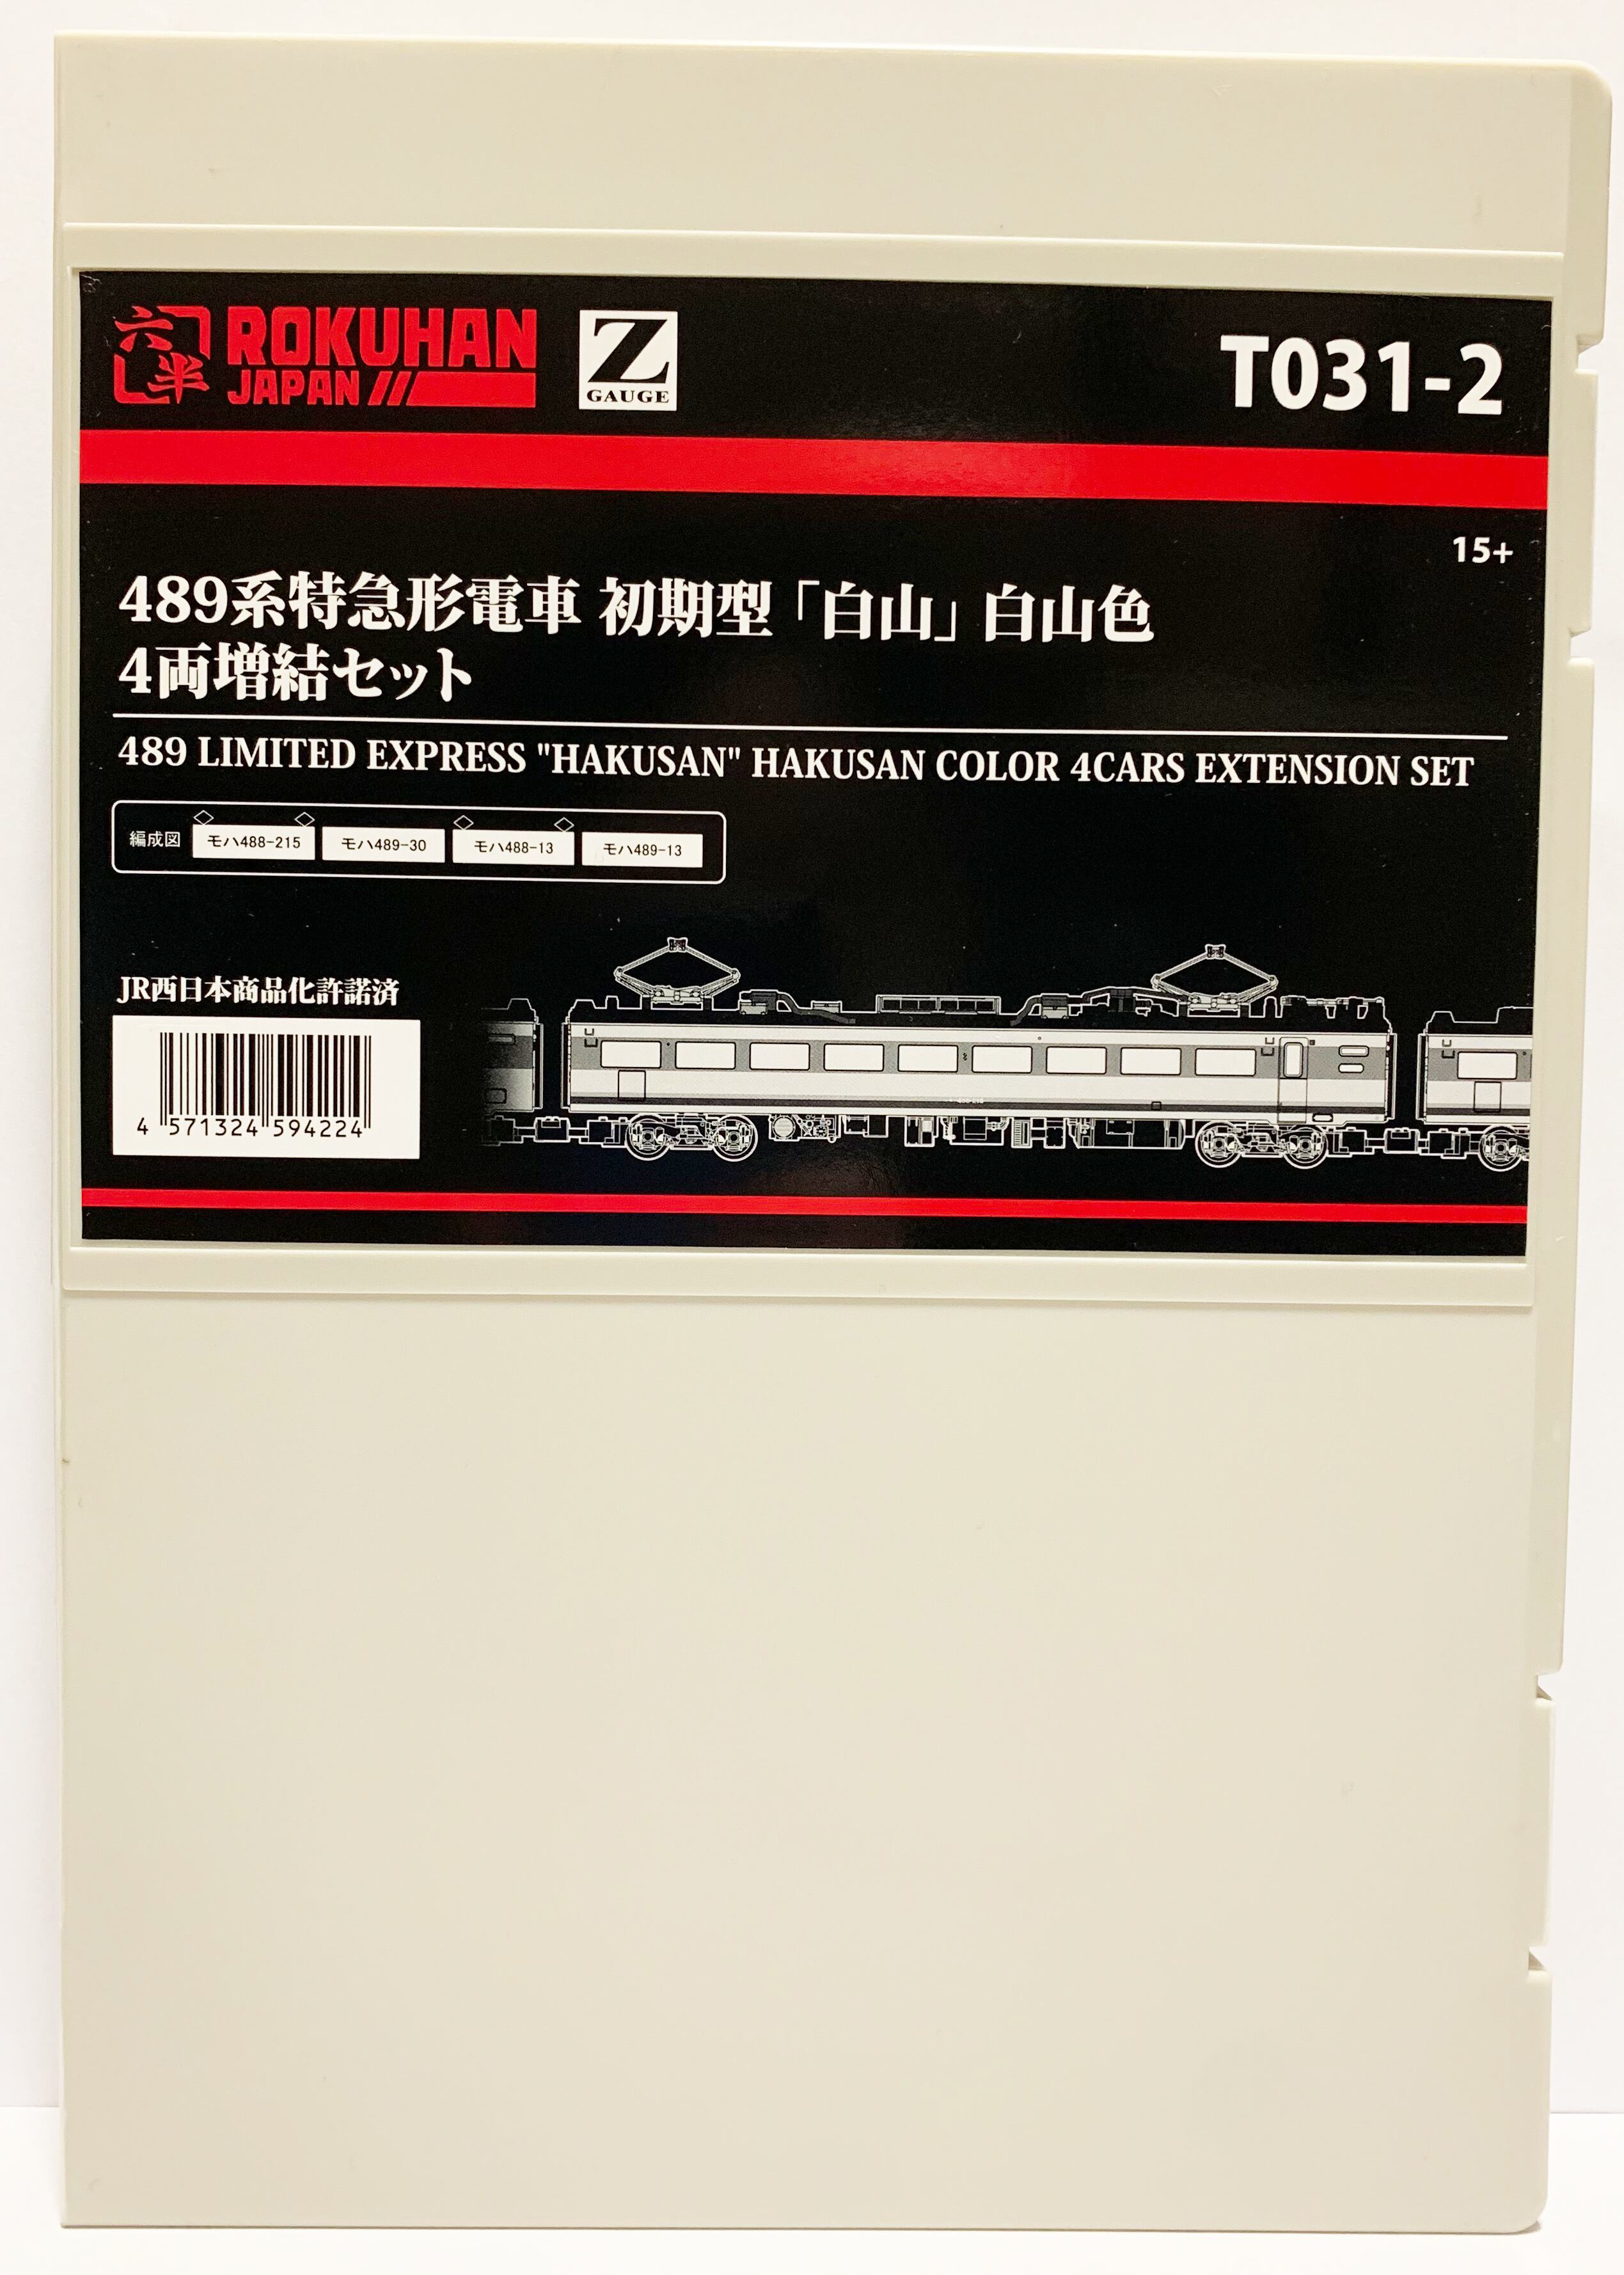 六半
ROKUHAN
JAPAN
Z
GAUGE
T031-2
15+
489系特急形電車 初期型「白山」白山色
4両増結セット
489 LIMITED EXPRESS "HAKUSAN" HAKUSAN COLOR 4CARS EXTENSION SET
編成図 モハ488-215 モハ489-30 モハ488-13 モハ489-13
JR西日本商品化許諾済
4 571324 594224